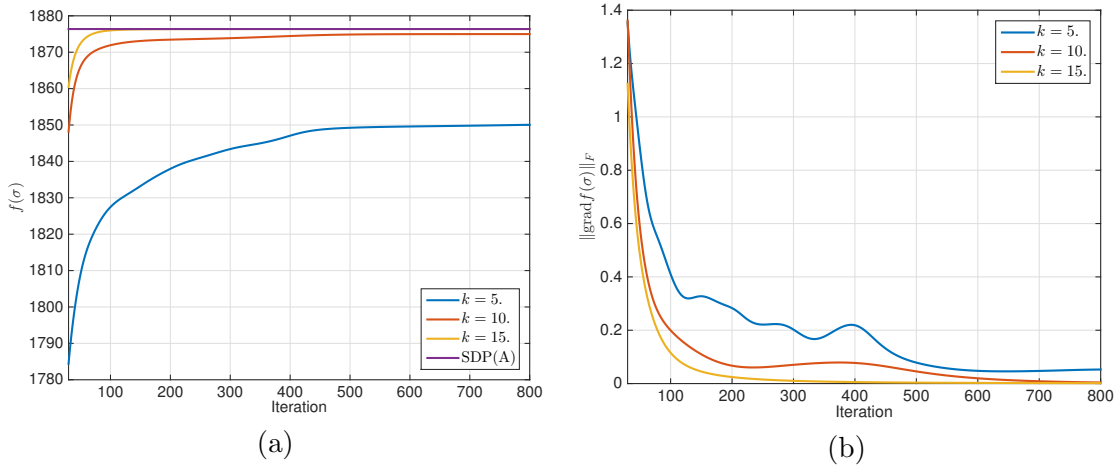 1880
1870
1860
1850
1840
1830
1820
1810
1800
1790
1780
f(σ)
100 200 300 400 500 600 700 800
Iteration
k = 5.
k = 10.
k = 15.
SDP(A)
(a)
1.4
1.2
1
0.8
0.6
0.4
0.2
0
|||grad f(σ)|||_F
100 200 300 400 500 600 700 800
Iteration
k = 5.
k = 10.
k = 15.
(b)